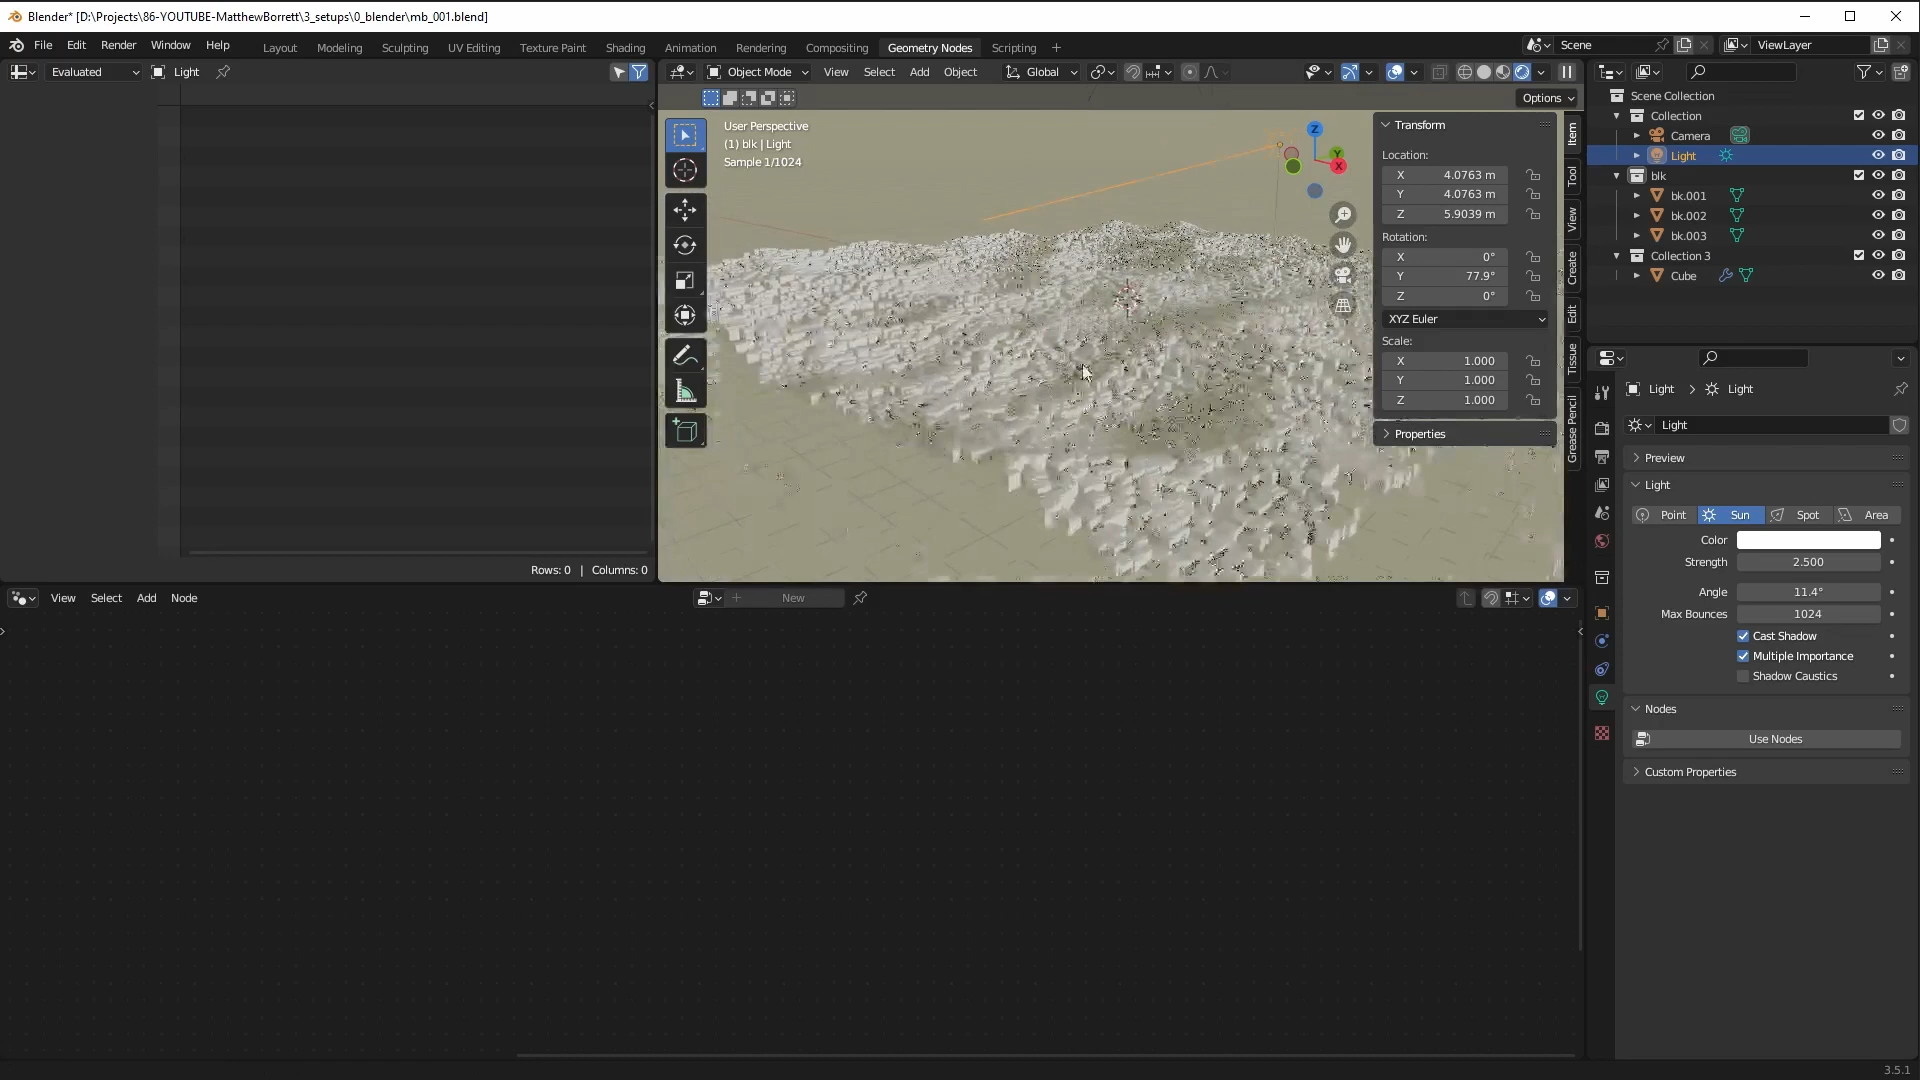 Blender* [D:\Projects\86-YOUTUBE-MatthewBorrett\3_setups\0_blender\mb_001.blend]
File Edit Render Window Help
Layout Modeling Sculpting UV Editing Texture Paint Shading Animation Rendering Compositing Geometry Nodes Scripting
Scene
ViewLayer
Evaluated
Light
Object Mode View Select Add Object
Global
Options
User Perspective
(1) blk | Light
Sample 1/1024
Z
Y
X
Transform
Location:
X 4.0763 m
Y 4.0763 m
Z 5.9039 m
Rotation:
X 0°
Y 77.9°
Z 0°
XYZ Euler
Scale:
X 1.000
Y 1.000
Z 1.000
Properties
Item
Tool
View
Create
Edit
Tissue
Grease Pencil
Scene Collection
Collection
Camera
Light
blk
bk.001
bk.002
bk.003
Collection 3
Cube
Light
Light
Light
Preview
Light
Point Sun Spot Area
Color
Strength 2.500
Angle 11.4°
Max Bounces 1024
Cast Shadow
Multiple Importance
Shadow Caustics
Nodes
Use Nodes
Custom Properties
Rows: 0 | Columns: 0
View Select Add Node
New
3.5.1